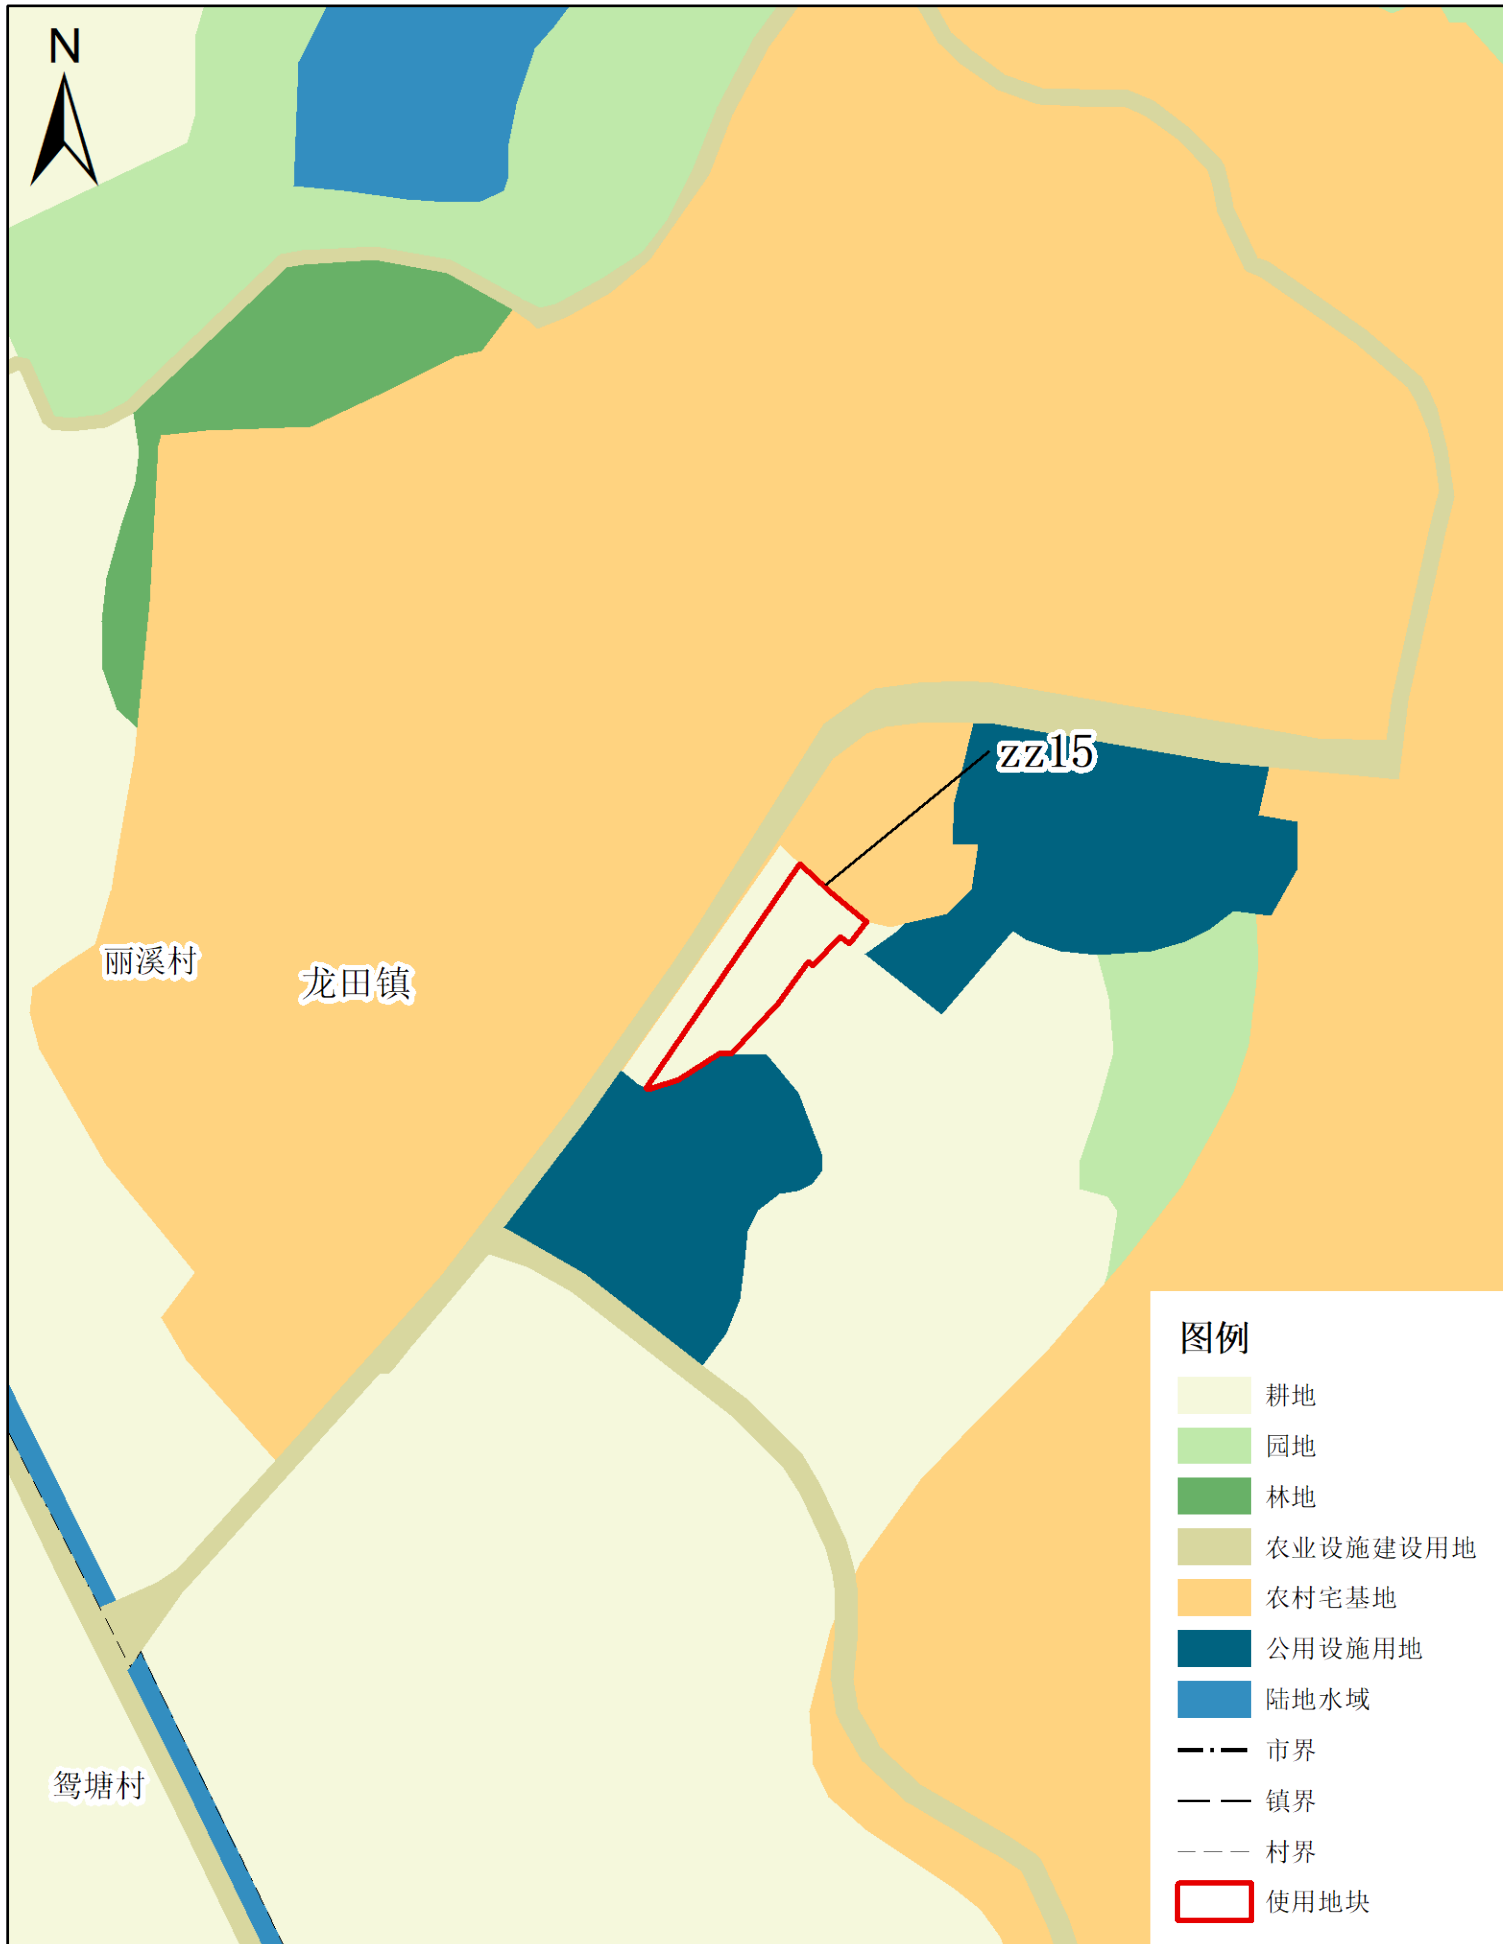 N
zz15
丽溪村
龙田镇
鸳塘村
图例
耕地
园地
林地
农业设施建设用地
农村宅基地
公用设施用地
陆地水域
市界
镇界
村界
使用地块